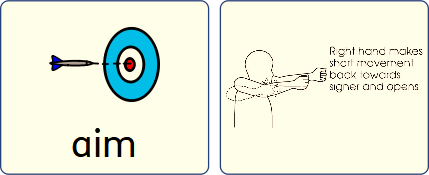 aim
Right hand makes
short movement
back towards
signer and opens